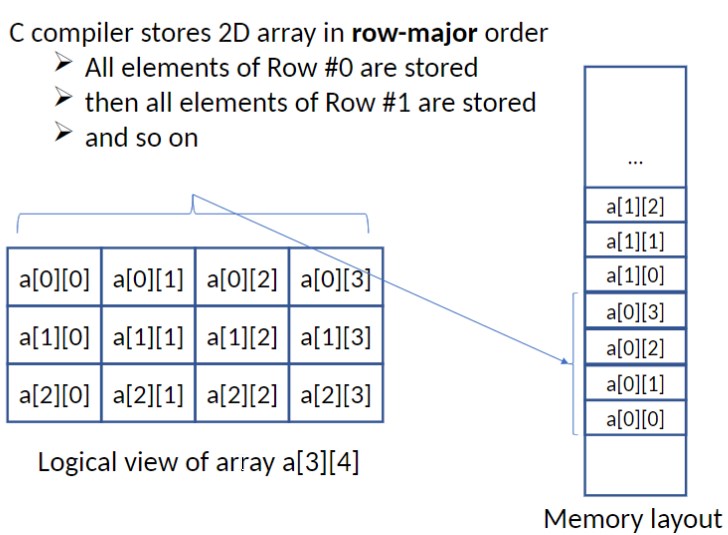 C compiler stores 2D array in row-major order
All elements of Row #0 are stored
then all elements of Row #1 are stored
and so on
a[0][0] a[0][1] a[0][2] a[0][3]
a[1][0] a[1][1] a[1][2] a[1][3]
a[2][0] a[2][1] a[2][2] a[2][3]
Logical view of array a[3][4]
...
a[1][2]
a[1][1]
a[1][0]
a[0][3]
a[0][2]
a[0][1]
a[0][0]
Memory layout